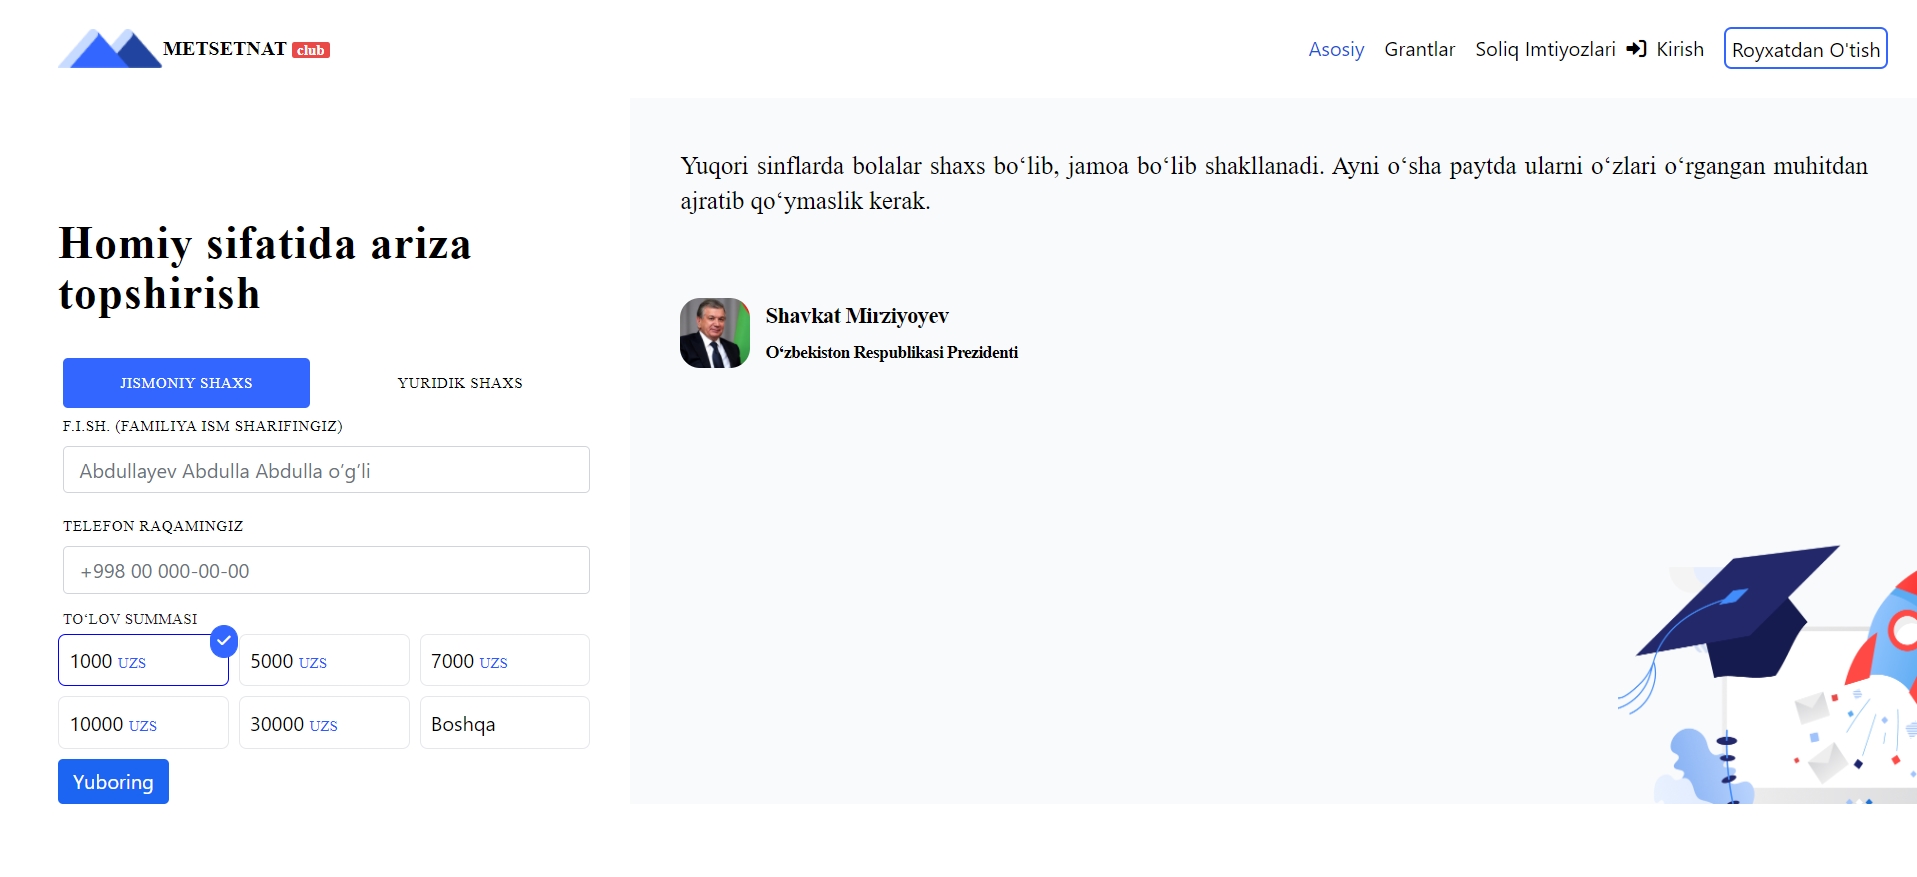 METSETNAT club
Asosiy
Grantlar
Soliq Imtiyozlari
Kirish
Royxatdan O'tish
Homiy sifatida ariza
topshirish
JISMONIY SHAXS
YURIDIK SHAXS
F.I.SH. (FAMILIYA ISM SHARIFINGIZ)
Abdullayev Abdulla Abdulla o‘g‘li
TELEFON RAQAMINGIZ
+998 00 000-00-00
TO‘LOV SUMMASI
1000 UZS
5000 UZS
7000 UZS
10000 UZS
30000 UZS
Boshqa
Yuboring
Yuqori sinflarda bolalar shaxs bo‘lib, jamoa bo‘lib shakllanadi. Ayni o‘sha paytda ularni o‘zlari o‘rgangan muhitdan
ajratib qo‘ymaslik kerak.
Shavkat Mirziyoyev
O‘zbekiston Respublikasi Prezidenti